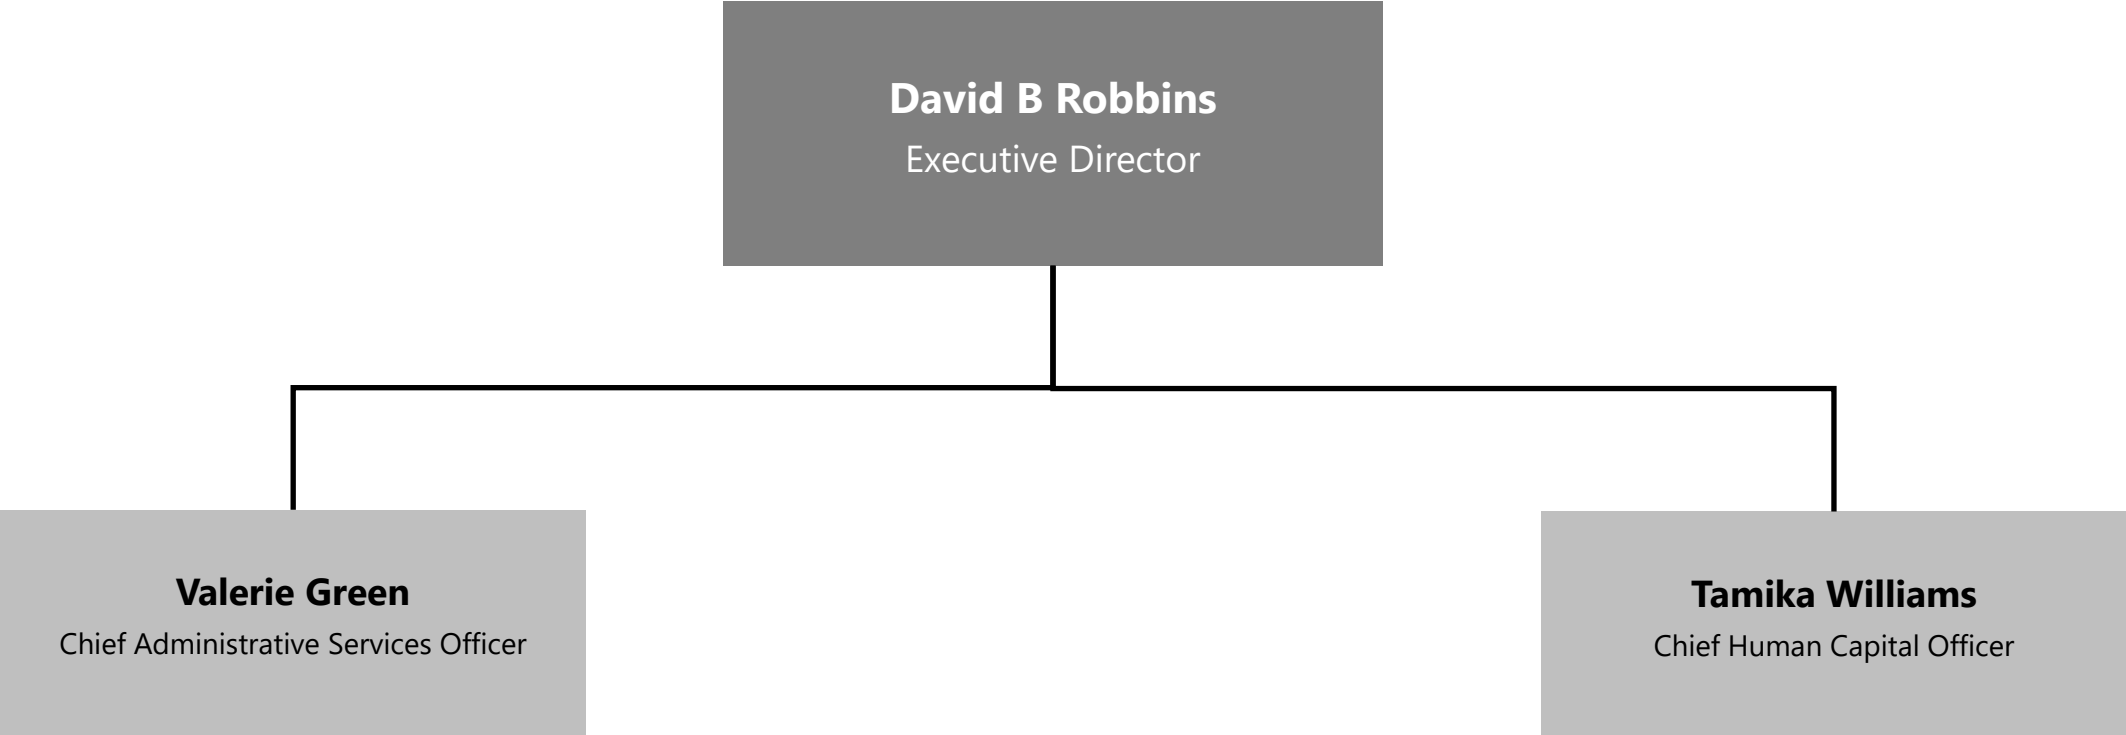 David B Robbins
Executive Director
Valerie Green
Chief Administrative Services Officer
Tamika Williams
Chief Human Capital Officer